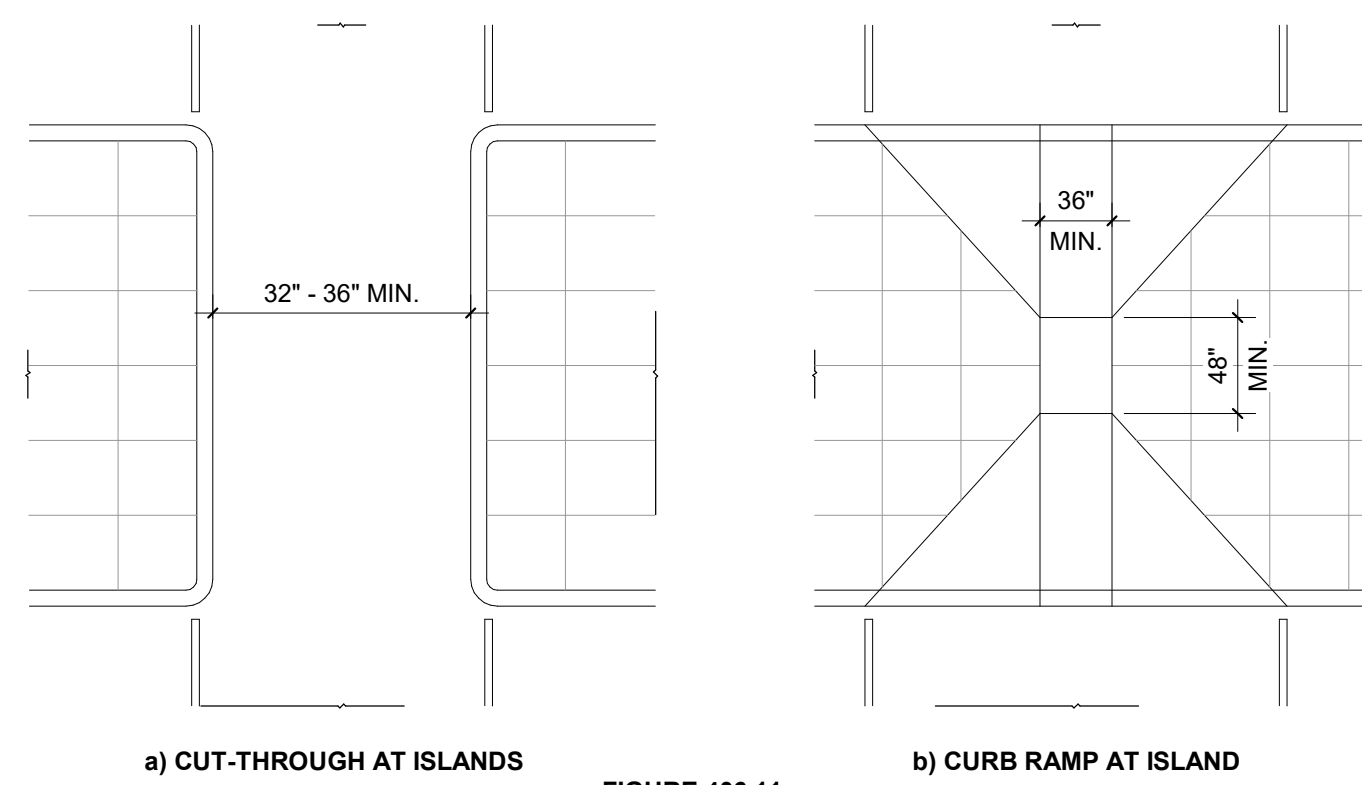 32" - 36" MIN.
36"
MIN.
48"
MIN.
a) CUT-THROUGH AT ISLANDS
b) CURB RAMP AT ISLAND